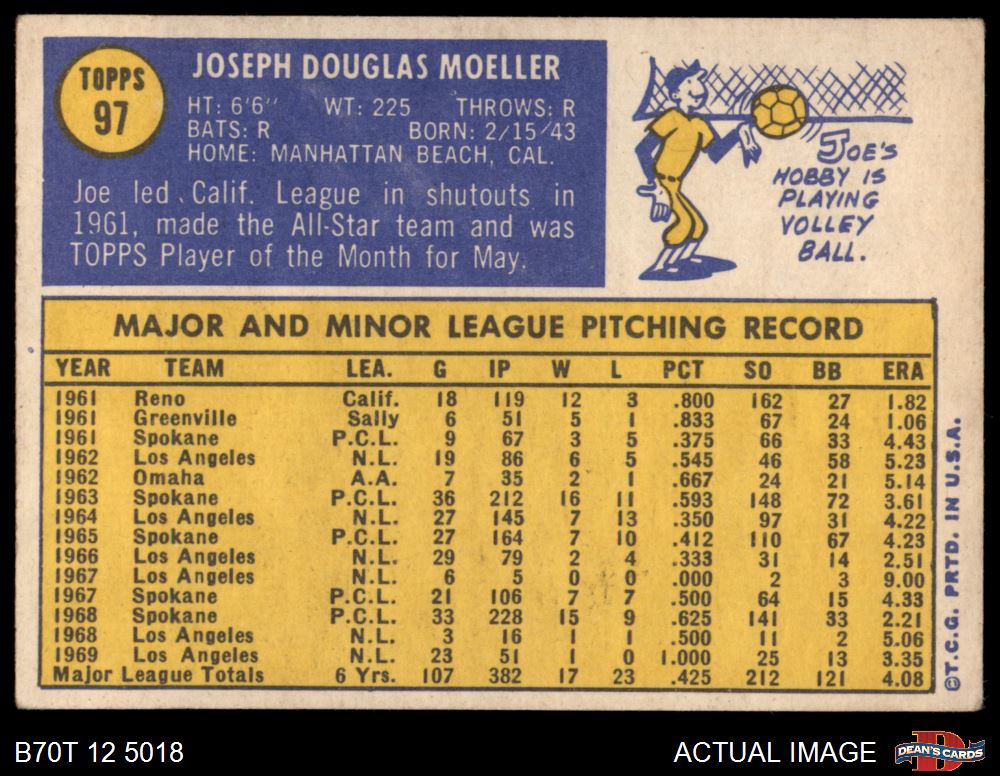 TOPPS
97
JOSEPH DOUGLAS MOELLER
HT: 6'6" WT: 225 THROWS: R
BATS: R BORN: 2/15/43
HOME: MANHATTAN BEACH, CAL.
Joe led Calif. League in shutouts in
1961, made the All-Star team and was
TOPPS Player of the Month for May.
JOE'S
HOBBY IS
PLAYING
VOLLEY
BALL.
MAJOR AND MINOR LEAGUE PITCHING RECORD
YEAR TEAM LEA. G IP W L PCT SO BB ERA
1961 Reno Calif. 18 119 12 3 .800 162 27 1.82
1961 Greenville Sally 6 51 5 1 .833 67 24 1.06
1961 Spokane P.C.L. 9 67 3 5 .375 66 33 4.43
1962 Los Angeles N.L. 19 86 6 5 .545 46 58 5.23
1962 Omaha A.A. 7 35 2 1 .667 24 21 5.14
1963 Spokane P.C.L. 36 212 16 11 .593 148 72 3.61
1964 Los Angeles N.L. 27 145 7 13 .350 97 31 4.22
1965 Spokane P.C.L. 27 164 7 10 .412 110 67 4.23
1966 Los Angeles N.L. 29 79 2 4 .333 31 14 2.51
1967 Los Angeles N.L. 6 5 0 0 .000 2 3 9.00
1967 Spokane P.C.L. 21 106 7 7 .500 64 15 4.33
1968 Spokane P.C.L. 33 228 15 9 .625 141 33 2.21
1968 Los Angeles N.L. 3 16 1 1 .500 11 2 5.06
1969 Los Angeles N.L. 23 51 1 0 1.000 25 13 3.35
Major League Totals 6 Yrs. 107 382 17 23 .425 212 121 4.08
©T.C.G. PRTD. IN U.S.A.
B70T 12 5018
ACTUAL IMAGE
DEAN'S CARDS